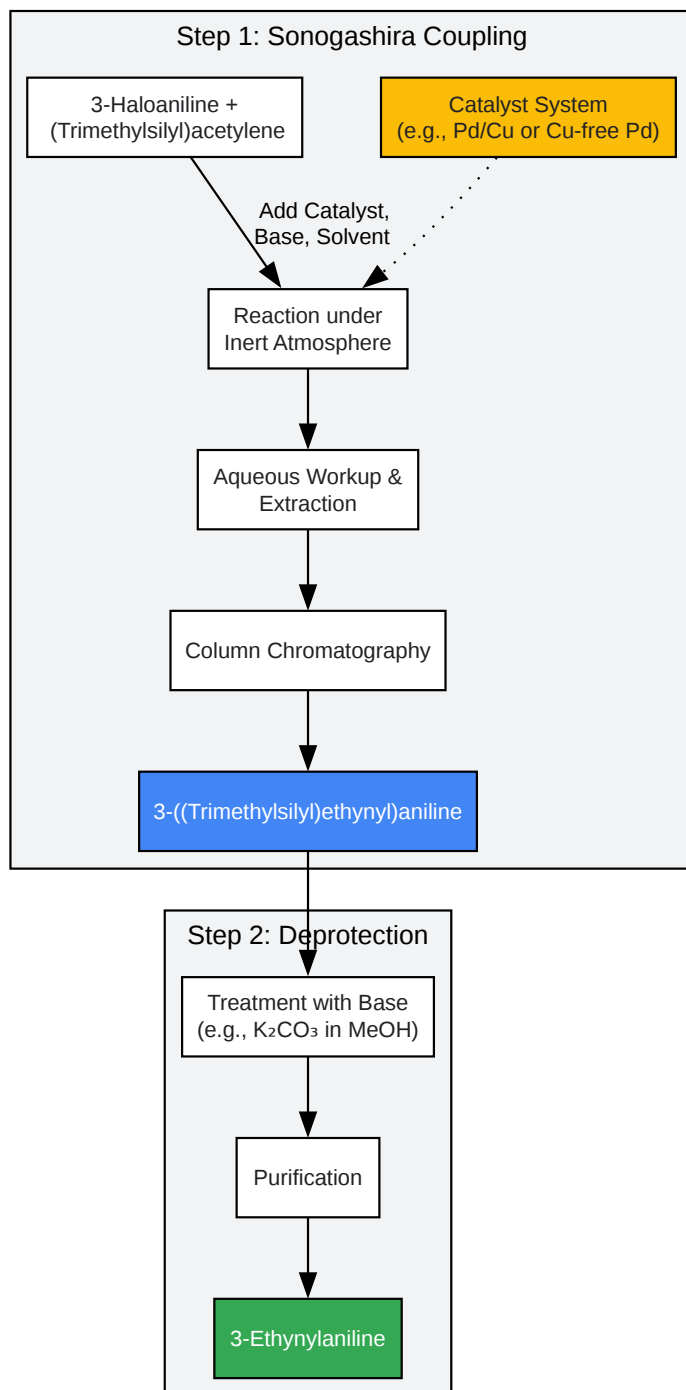 Step 1: Sonogashira Coupling
3-Haloaniline +
(Trimethylsilyl)acetylene
Catalyst System
(e.g., Pd/Cu or Cu-free Pd)
Add Catalyst,
Base, Solvent
Reaction under
Inert Atmosphere
Aqueous Workup &
Extraction
Column Chromatography
3-((Trimethylsilyl)ethynyl)aniline
Step 2: Deprotection
Treatment with Base
(e.g., K₂CO₃ in MeOH)
Purification
3-Ethynylaniline